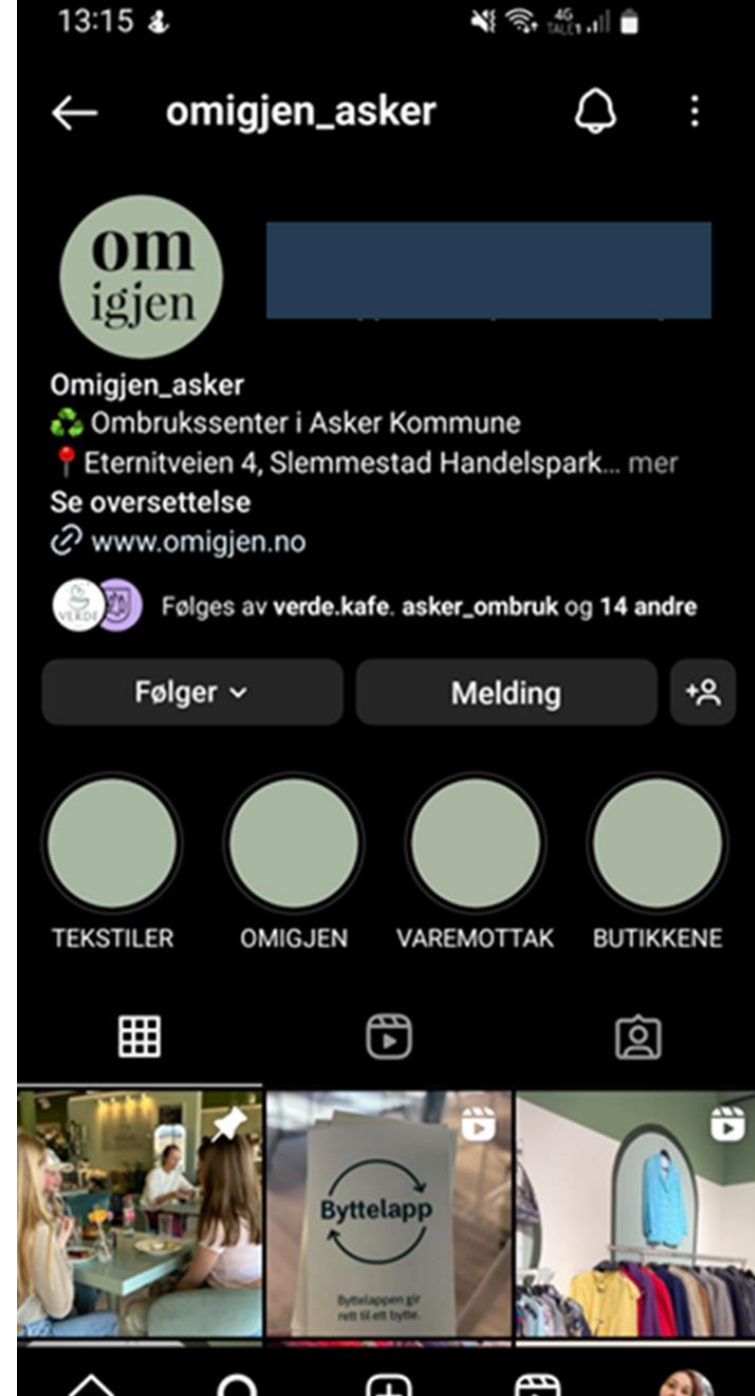 13:15
4G
omigjen_asker
om
igjen
Omigjen_asker
Ombrukssenter i Asker Kommune
Eternitveien 4, Slemmestad Handelspark... mer
Se oversettelse
www.omigjen.no
VERDE
Følges av verde.kafe. asker_ombruk og 14 andre
Følger
Melding
TEKSTILER
OMIGJEN
VAREMOTTAK
BUTIKKENE
Byttelapp
Byttelappen gir
rett til ett bytte.